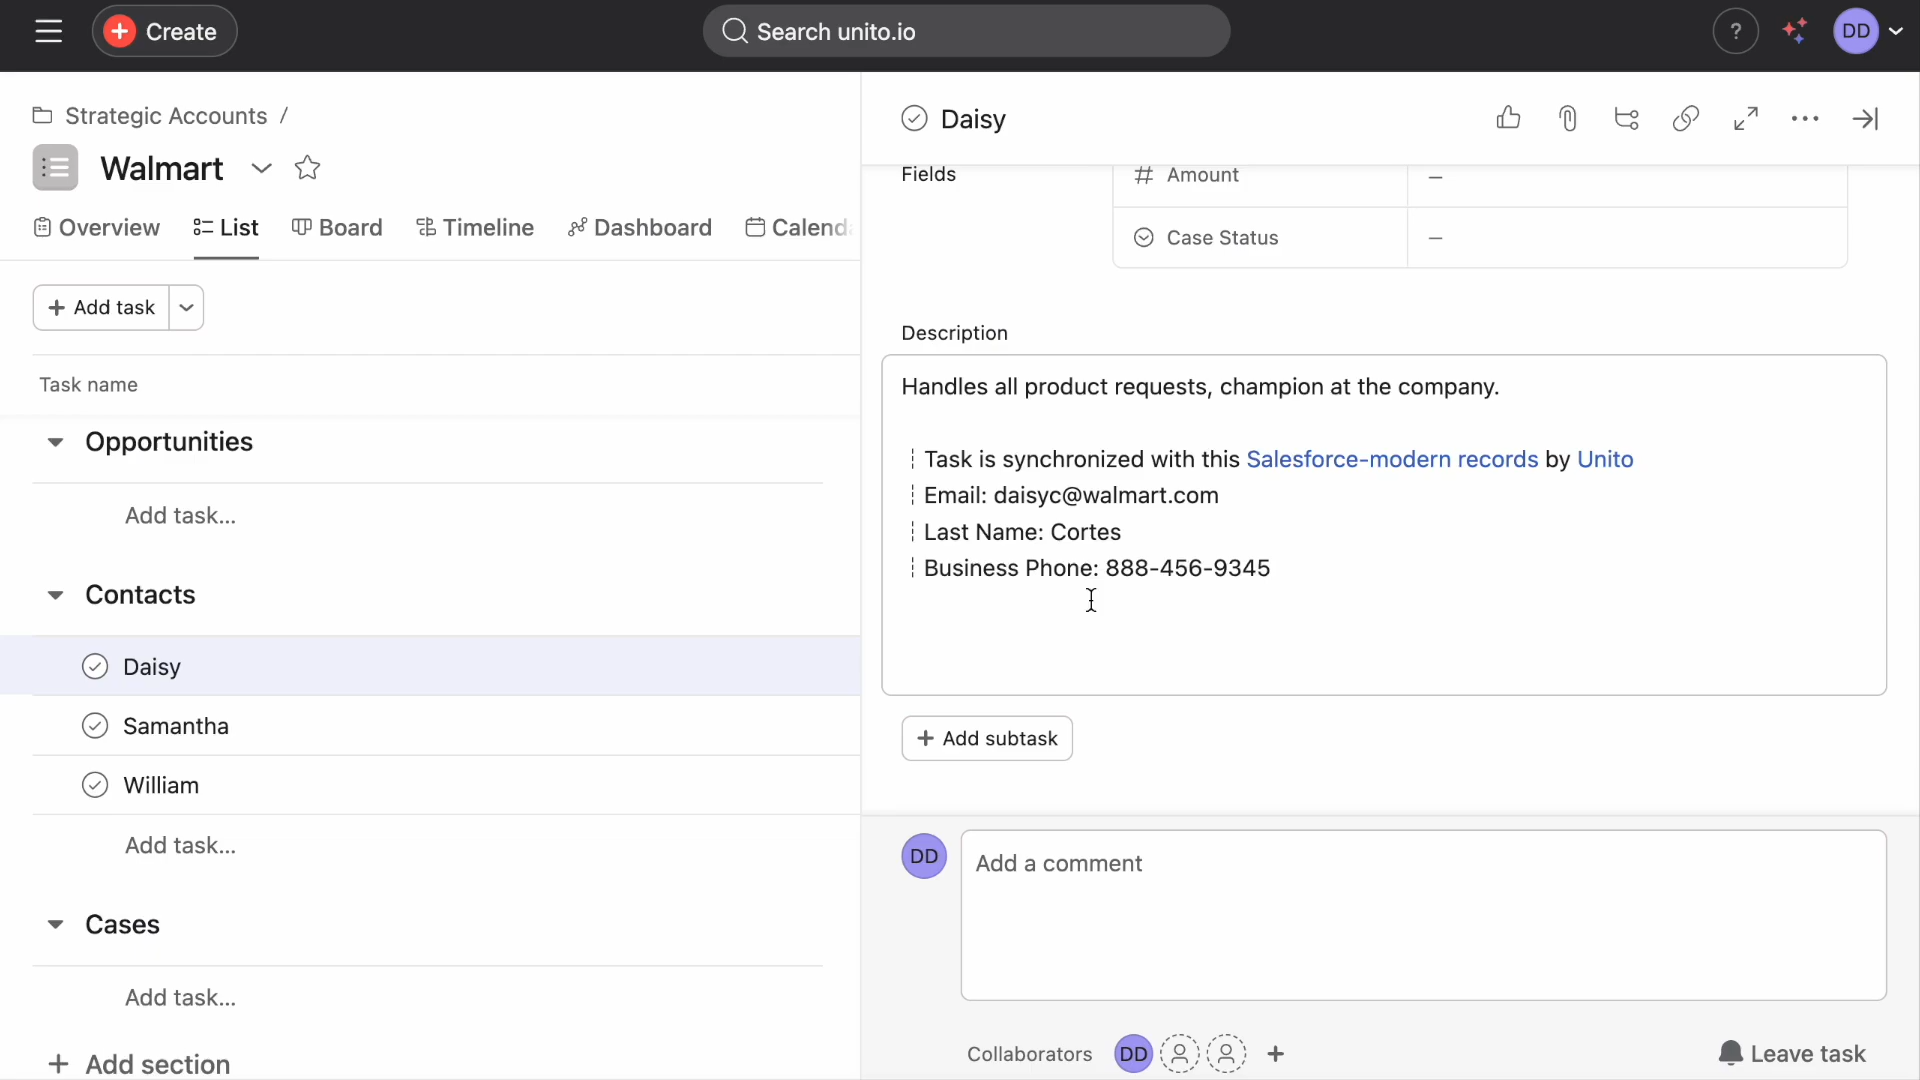 Create
Search unito.io
?
DD
Strategic Accounts /
Walmart
Overview
List
Board
Timeline
Dashboard
Calenda
Add task
Task name
Opportunities
Add task...
Contacts
Daisy
Samantha
William
Add task...
Cases
Add task...
+ Add section
Daisy
Fields
# Amount
—
Case Status
—
Description
Handles all product requests, champion at the company.
Task is synchronized with this Salesforce-modern records by Unito
Email: daisyc@walmart.com
Last Name: Cortes
Business Phone: 888-456-9345
+ Add subtask
DD
Add a comment
Collaborators
DD
+
Leave task